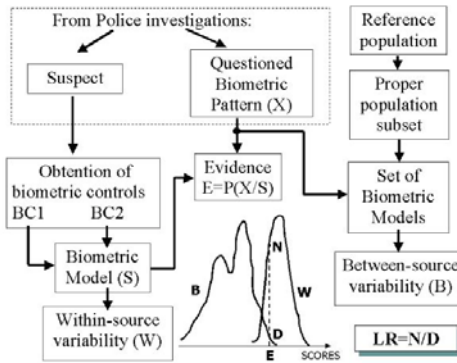 From Police investigations:
Suspect
Questioned
Biometric
Pattern (X)
Reference
population
Proper
population
subset
Obtention of
biometric controls
BC1 BC2
Evidence
E=P(X/S)
Set of
Biometric
Models
Biometric
Model (S)
Between-source
variability (B)
Within-source
variability (W)
B
N
W
D
E
SCORES
LR=N/D